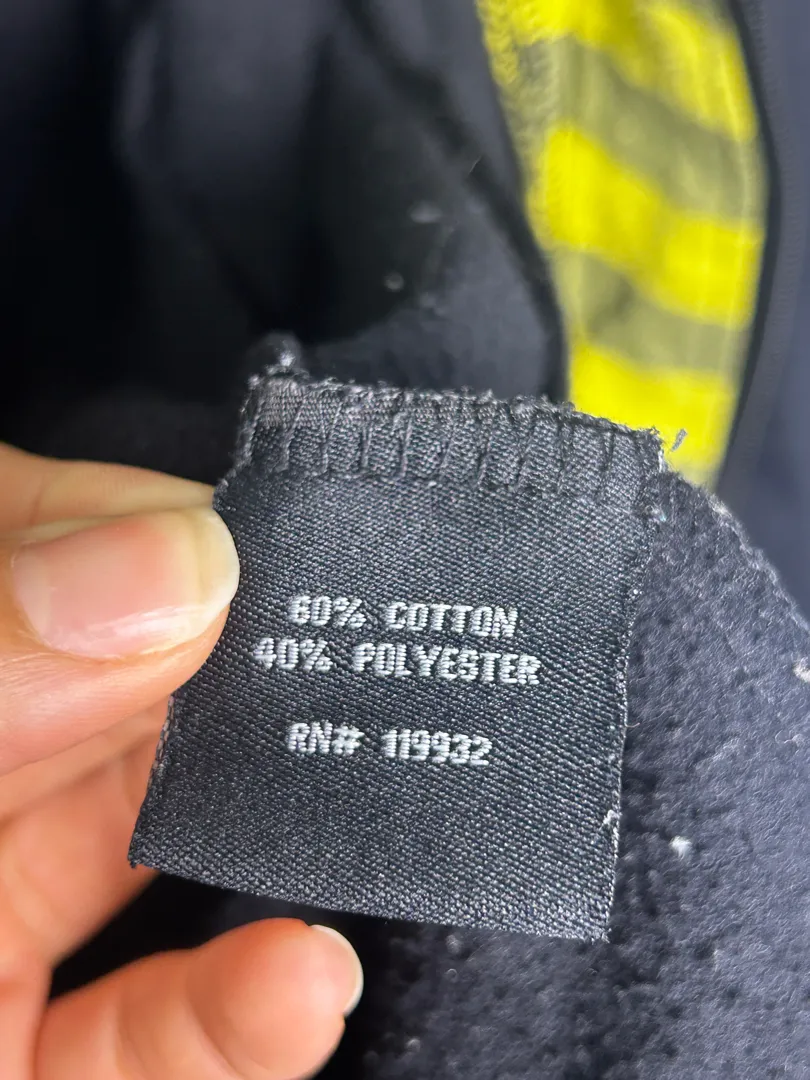 60% COTTON
40% POLYESTER
RN# 119932